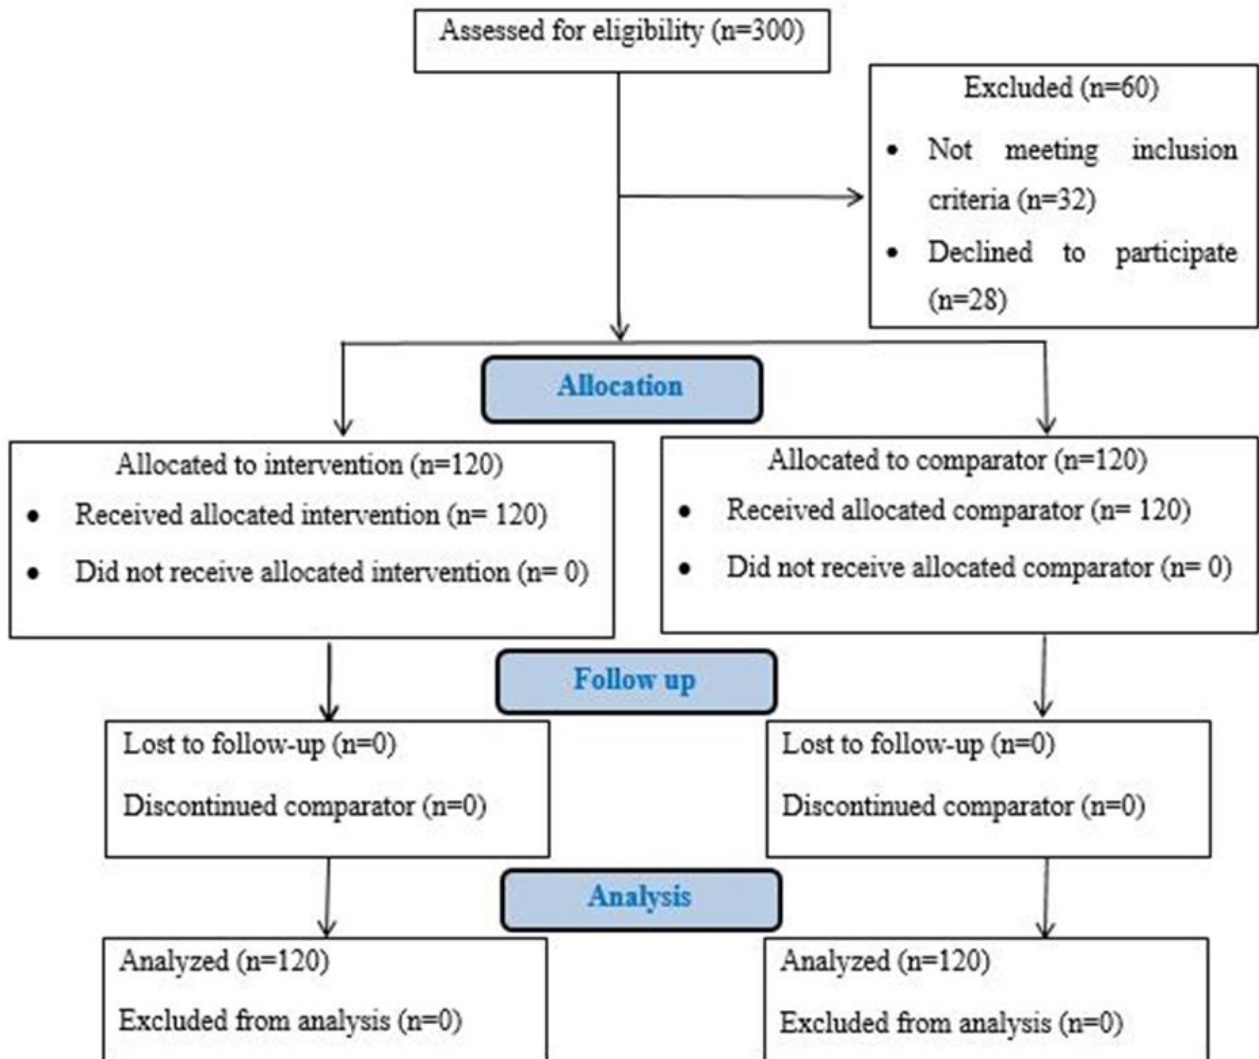 Assessed for eligibility (n=300)
Excluded (n=60)
• Not meeting inclusion
criteria (n=32)
• Declined to participate
(n=28)
Allocation
Allocated to intervention (n=120)
• Received allocated intervention (n= 120)
• Did not receive allocated intervention (n= 0)
Allocated to comparator (n=120)
• Received allocated comparator (n= 120)
• Did not receive allocated comparator (n= 0)
Follow up
Lost to follow-up (n=0)
Discontinued comparator (n=0)
Lost to follow-up (n=0)
Discontinued comparator (n=0)
Analysis
Analyzed (n=120)
Excluded from analysis (n=0)
Analyzed (n=120)
Excluded from analysis (n=0)